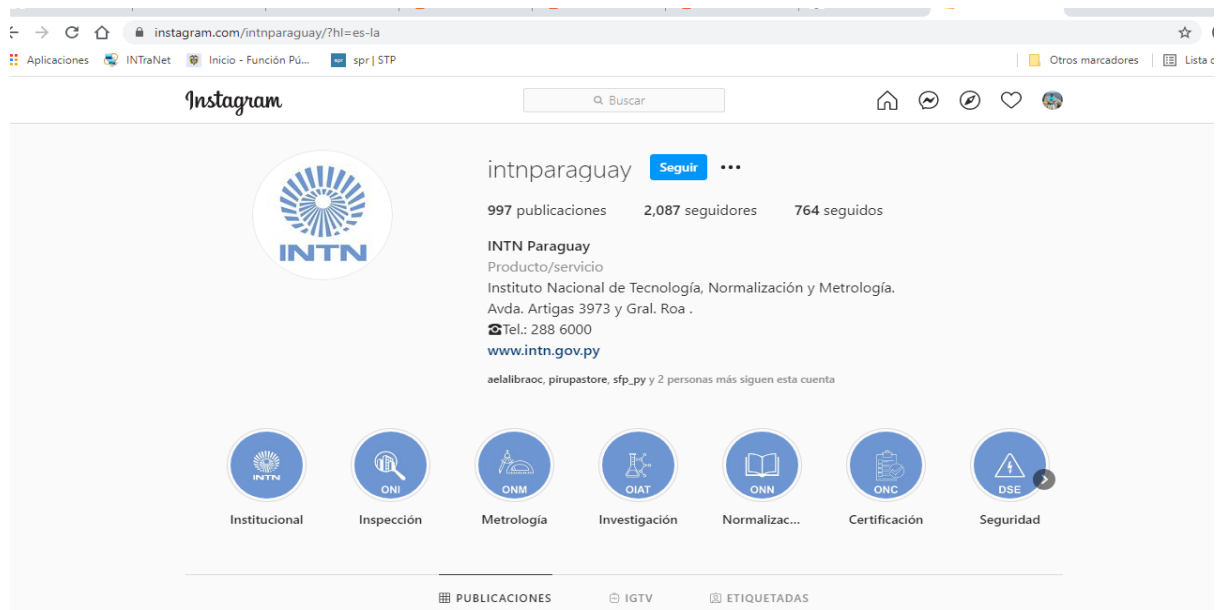 instagram.com/intnparaguay/?hl=es-la
Aplicaciones INTraNet Inicio - Función Pú... spr spr | STP Otros marcadores Lista
Instagram Buscar
intnparaguay Seguir
997 publicaciones 2,087 seguidores 764 seguidos
INTN
INTN Paraguay
Producto/servicio
Instituto Nacional de Tecnología, Normalización y Metrología.
Avda. Artigas 3973 y Gral. Roa .
☎Tel.: 288 6000
www.intn.gov.py
aelalibraoc, pirupastore, sfp_py y 2 personas más siguen esta cuenta
INTN ONI ONM OIAT ONN ONC DSE
Institucional Inspección Metrología Investigación Normalizac... Certificación Seguridad
PUBLICACIONES IGTV ETIQUETADAS